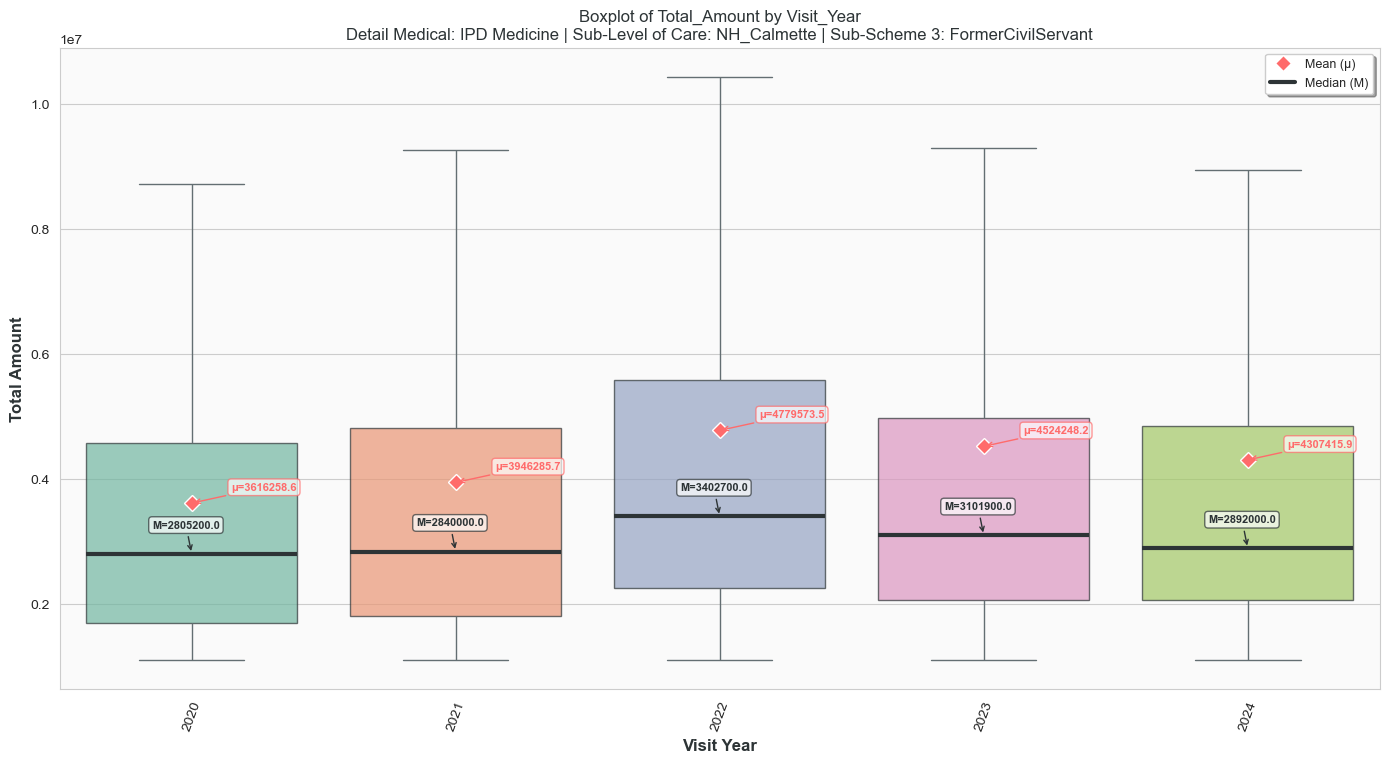 Boxplot of Total_Amount by Visit_Year
Detail Medical: IPD Medicine | Sub-Level of Care: NH_Calmette | Sub-Scheme 3: FormerCivilServant
1e7
Mean (μ)
Median (M)
1.0
0.8
0.6
0.4
0.2
Total Amount
μ=3616258.6
M=2805200.0
μ=3946285.7
M=2840000.0
μ=4779573.5
M=3402700.0
μ=4524248.2
M=3101900.0
μ=4307415.9
M=2892000.0
2020
2021
2022
2023
2024
Visit Year